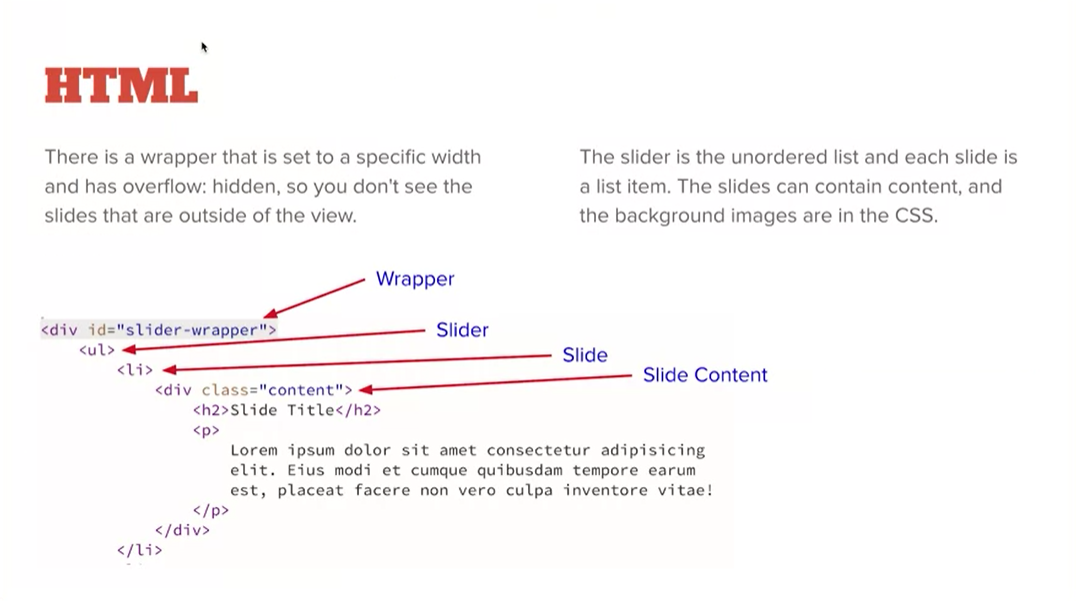 HTML
There is a wrapper that is set to a specific width
and has overflow: hidden, so you don't see the
slides that are outside of the view.
The slider is the unordered list and each slide is
a list item. The slides can contain content, and
the background images are in the CSS.
Wrapper
<div id="slider-wrapper">
Slider
<ul>
Slide
<li>
Slide Content
<div class="content">
<h2>Slide Title</h2>
<p>
Lorem ipsum dolor sit amet consectetur adipisicing
elit. Eius modi et cumque quibusdam tempore earum
est, placeat facere non vero culpa inventore vitae!
</p>
</div>
</li>